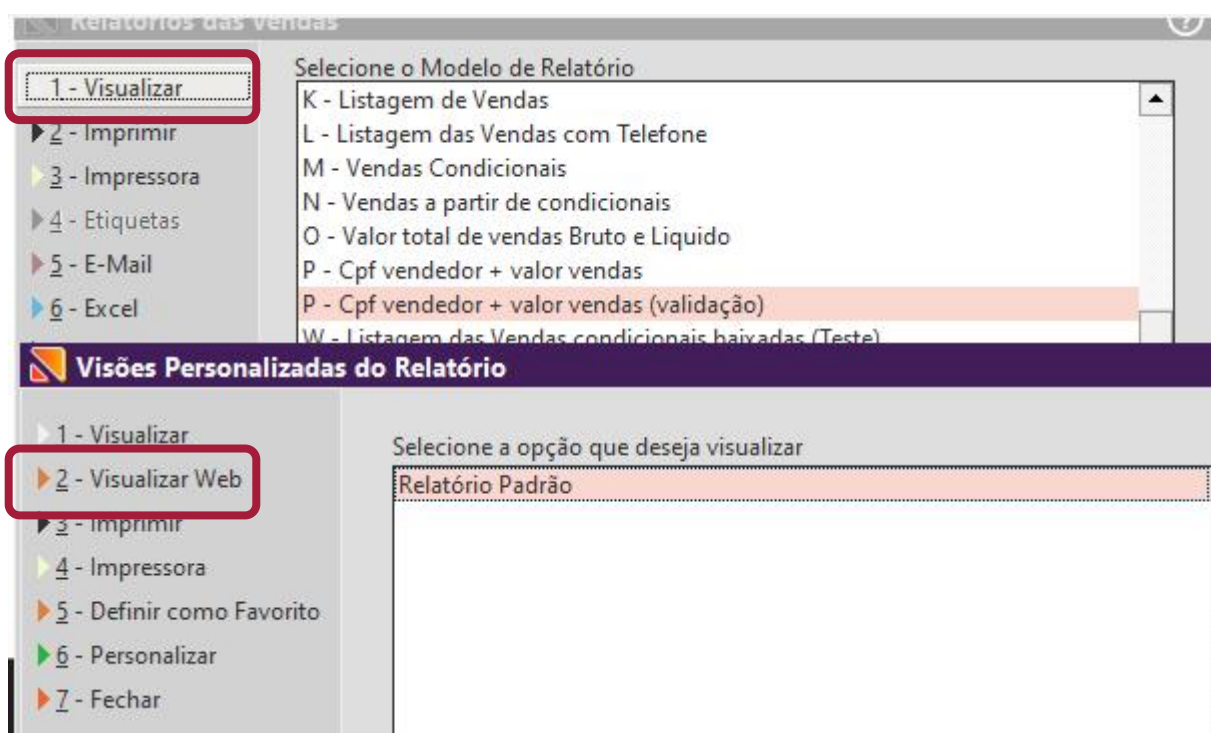 Relatórios das Vendas
?
1 - Visualizar
2 - Imprimir
3 - Impressora
4 - Etiquetas
5 - E-Mail
6 - Excel
Selecione o Modelo de Relatório
K - Listagem de Vendas
L - Listagem das Vendas com Telefone
M - Vendas Condicionais
N - Vendas a partir de condicionais
O - Valor total de vendas Bruto e Liquido
P - Cpf vendedor + valor vendas
P - Cpf vendedor + valor vendas (validação)
W - Listagem das Vendas condicionais baixadas (Teste)
Visões Personalizadas do Relatório
1 - Visualizar
2 - Visualizar Web
3 - Imprimir
4 - Impressora
5 - Definir como Favorito
6 - Personalizar
7 - Fechar
Selecione a opção que deseja visualizar
Relatório Padrão